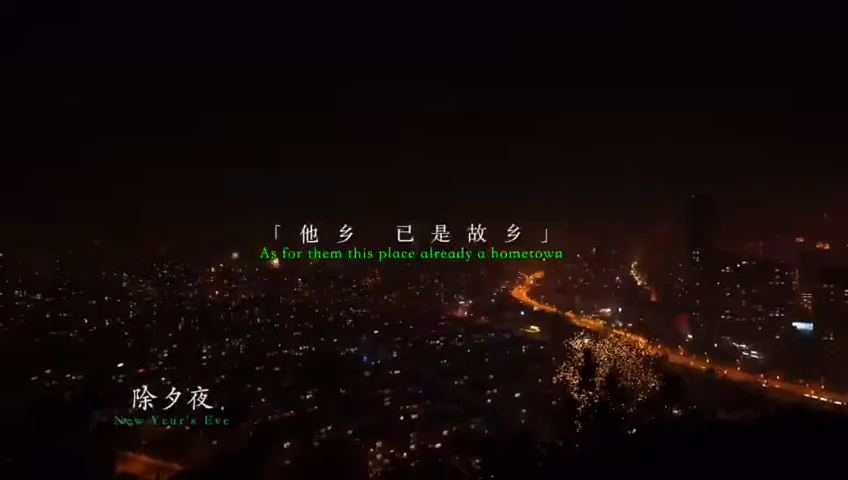 「他乡 已是故乡」
As for them this place already a hometown
除夕夜
New Year's Eve